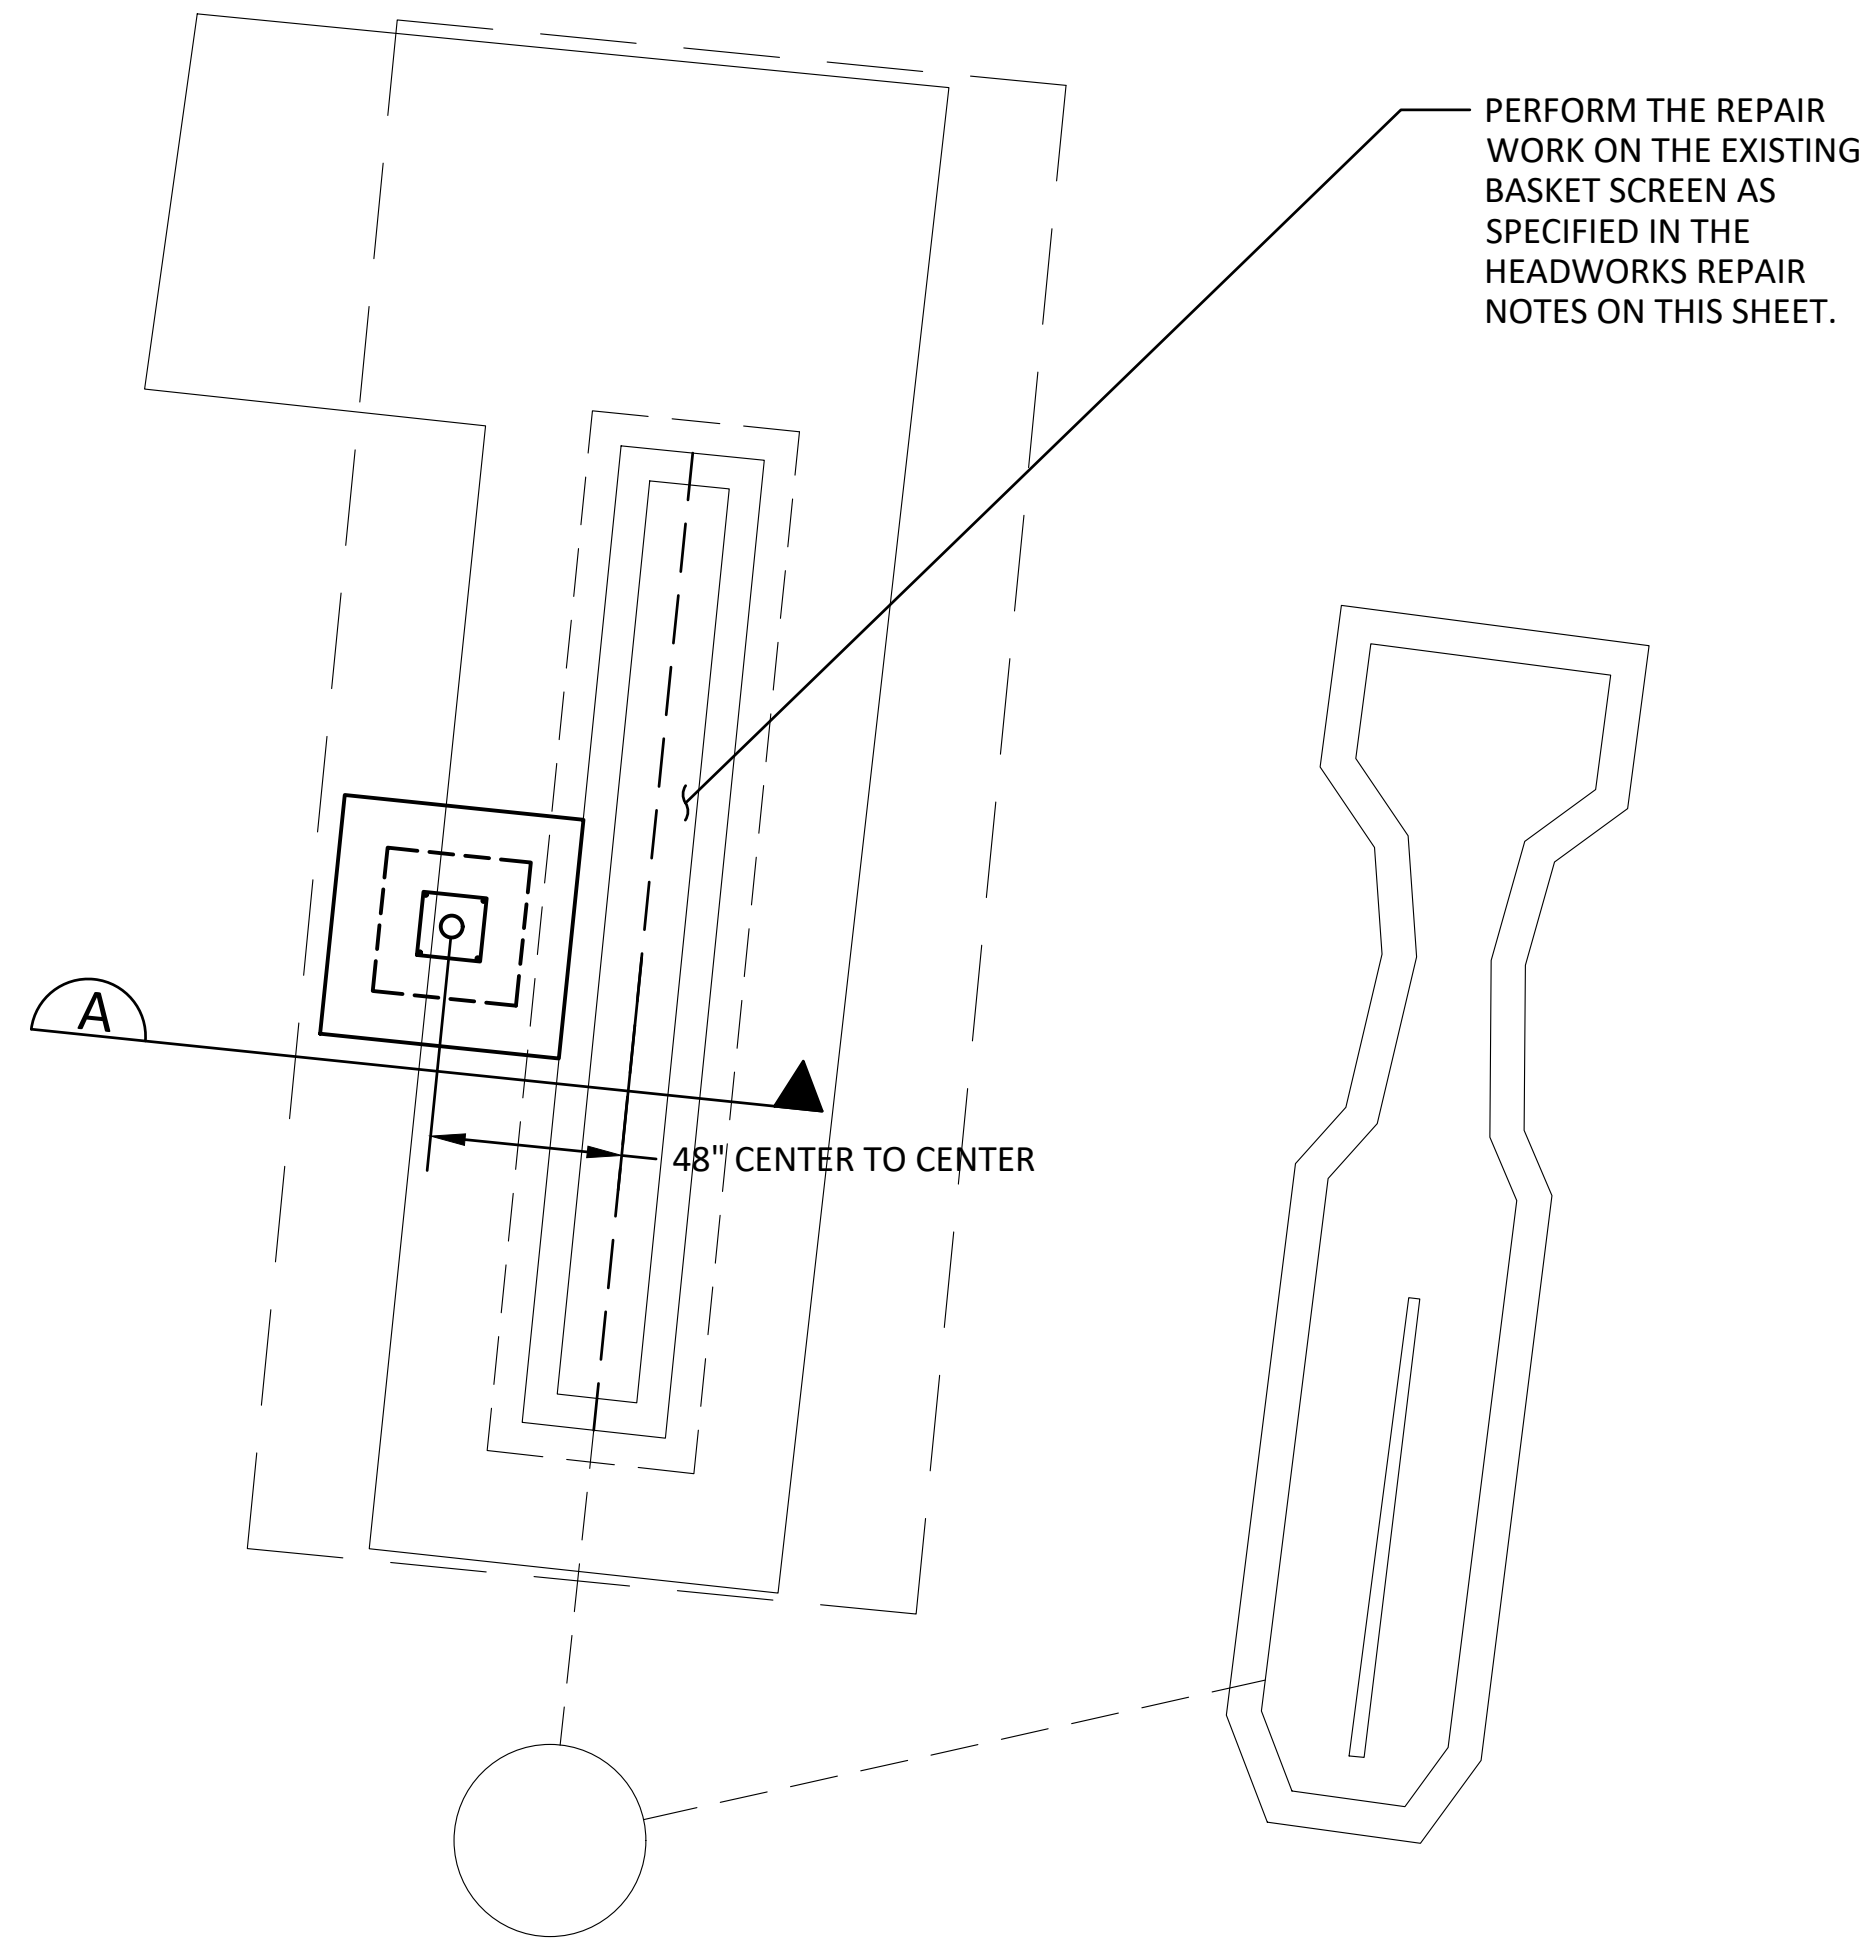 PERFORM THE REPAIR
WORK ON THE EXISTING
BASKET SCREEN AS
SPECIFIED IN THE
HEADWORKS REPAIR
NOTES ON THIS SHEET.
A
48" CENTER TO CENTER